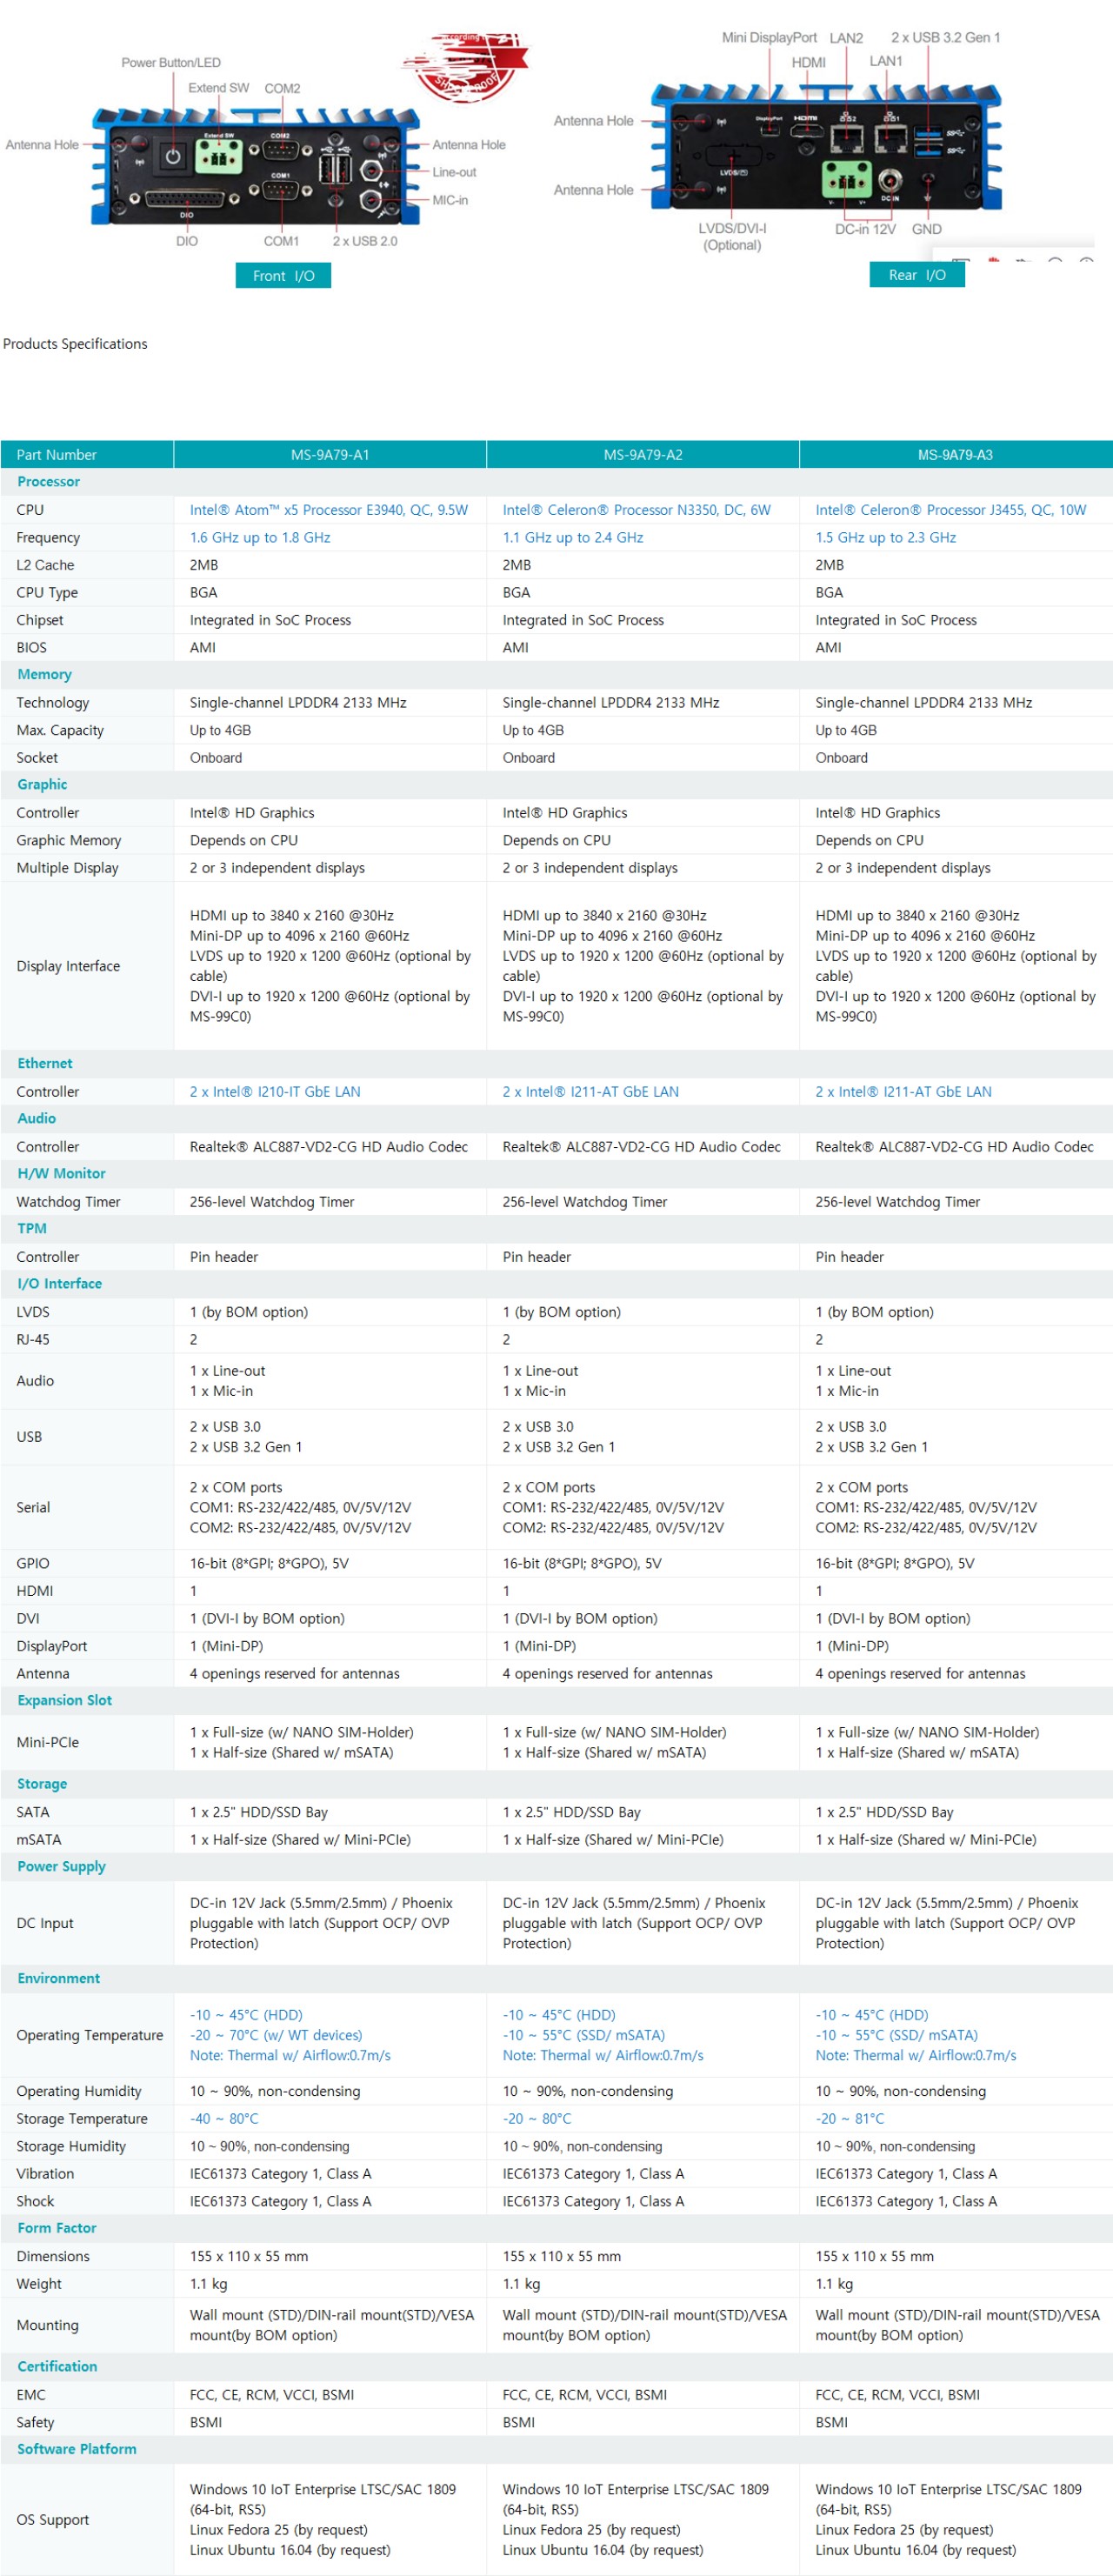 according to
SHOCKPROOF
Power Button/LED
Extend SW
COM2
Antenna Hole
Antenna Hole
Line-out
MIC-in
Extend SW
COM2
COM1
DIO
DIO
COM1
2 x USB 2.0
Front I/O
Mini DisplayPort
LAN2
2 x USB 3.2 Gen 1
HDMI
LAN1
Antenna Hole
Antenna Hole
DisplayPort
HDMI
2
1
LVDS/
V-
V+
DC IN
LVDS/DVI-I
(Optional)
DC-in 12V
GND
Rear I/O
Products Specifications
Part Number MS-9A79-A1 MS-9A79-A2 MS-9A79-A3
Processor
CPU Intel® Atom™ x5 Processor E3940, QC, 9.5W Intel® Celeron® Processor N3350, DC, 6W Intel® Celeron® Processor J3455, QC, 10W
Frequency 1.6 GHz up to 1.8 GHz 1.1 GHz up to 2.4 GHz 1.5 GHz up to 2.3 GHz
L2 Cache 2MB 2MB 2MB
CPU Type BGA BGA BGA
Chipset Integrated in SoC Process Integrated in SoC Process Integrated in SoC Process
BIOS AMI AMI AMI
Memory
Technology Single-channel LPDDR4 2133 MHz Single-channel LPDDR4 2133 MHz Single-channel LPDDR4 2133 MHz
Max. Capacity Up to 4GB Up to 4GB Up to 4GB
Socket Onboard Onboard Onboard
Graphic
Controller Intel® HD Graphics Intel® HD Graphics Intel® HD Graphics
Graphic Memory Depends on CPU Depends on CPU Depends on CPU
Multiple Display 2 or 3 independent displays 2 or 3 independent displays 2 or 3 independent displays
HDMI up to 3840 x 2160 @30Hz HDMI up to 3840 x 2160 @30Hz HDMI up to 3840 x 2160 @30Hz
Mini-DP up to 4096 x 2160 @60Hz Mini-DP up to 4096 x 2160 @60Hz Mini-DP up to 4096 x 2160 @60Hz
LVDS up to 1920 x 1200 @60Hz (optional by LVDS up to 1920 x 1200 @60Hz (optional by LVDS up to 1920 x 1200 @60Hz (optional by
Display Interface cable) cable) cable)
DVI-I up to 1920 x 1200 @60Hz (optional by DVI-I up to 1920 x 1200 @60Hz (optional by DVI-I up to 1920 x 1200 @60Hz (optional by
MS-99C0) MS-99C0) MS-99C0)
Ethernet
Controller 2 x Intel® I210-IT GbE LAN 2 x Intel® I211-AT GbE LAN 2 x Intel® I211-AT GbE LAN
Audio
Controller Realtek® ALC887-VD2-CG HD Audio Codec Realtek® ALC887-VD2-CG HD Audio Codec Realtek® ALC887-VD2-CG HD Audio Codec
H/W Monitor
Watchdog Timer 256-level Watchdog Timer 256-level Watchdog Timer 256-level Watchdog Timer
TPM
Controller Pin header Pin header Pin header
I/O Interface
LVDS 1 (by BOM option) 1 (by BOM option) 1 (by BOM option)
RJ-45 2 2 2
Audio 1 x Line-out 1 x Line-out 1 x Line-out
1 x Mic-in 1 x Mic-in 1 x Mic-in
USB 2 x USB 3.0 2 x USB 3.0 2 x USB 3.0
2 x USB 3.2 Gen 1 2 x USB 3.2 Gen 1 2 x USB 3.2 Gen 1
2 x COM ports 2 x COM ports 2 x COM ports
Serial COM1: RS-232/422/485, 0V/5V/12V COM1: RS-232/422/485, 0V/5V/12V COM1: RS-232/422/485, 0V/5V/12V
COM2: RS-232/422/485, 0V/5V/12V COM2: RS-232/422/485, 0V/5V/12V COM2: RS-232/422/485, 0V/5V/12V
GPIO 16-bit (8*GPI; 8*GPO), 5V 16-bit (8*GPI; 8*GPO), 5V 16-bit (8*GPI; 8*GPO), 5V
HDMI 1 1 1
DVI 1 (DVI-I by BOM option) 1 (DVI-I by BOM option) 1 (DVI-I by BOM option)
DisplayPort 1 (Mini-DP) 1 (Mini-DP) 1 (Mini-DP)
Antenna 4 openings reserved for antennas 4 openings reserved for antennas 4 openings reserved for antennas
Expansion Slot
Mini-PCIe 1 x Full-size (w/ NANO SIM-Holder) 1 x Full-size (w/ NANO SIM-Holder) 1 x Full-size (w/ NANO SIM-Holder)
1 x Half-size (Shared w/ mSATA) 1 x Half-size (Shared w/ mSATA) 1 x Half-size (Shared w/ mSATA)
Storage
SATA 1 x 2.5" HDD/SSD Bay 1 x 2.5" HDD/SSD Bay 1 x 2.5" HDD/SSD Bay
mSATA 1 x Half-size (Shared w/ Mini-PCIe) 1 x Half-size (Shared w/ Mini-PCIe) 1 x Half-size (Shared w/ Mini-PCIe)
Power Supply
DC-in 12V Jack (5.5mm/2.5mm) / Phoenix DC-in 12V Jack (5.5mm/2.5mm) / Phoenix DC-in 12V Jack (5.5mm/2.5mm) / Phoenix
DC Input pluggable with latch (Support OCP/ OVP pluggable with latch (Support OCP/ OVP pluggable with latch (Support OCP/ OVP
Protection) Protection) Protection)
Environment
-10 ~ 45°C (HDD) -10 ~ 45°C (HDD) -10 ~ 45°C (HDD)
Operating Temperature -20 ~ 70°C (w/ WT devices) -10 ~ 55°C (SSD/ mSATA) -10 ~ 55°C (SSD/ mSATA)
Note: Thermal w/ Airflow:0.7m/s Note: Thermal w/ Airflow:0.7m/s Note: Thermal w/ Airflow:0.7m/s
Operating Humidity 10 ~ 90%, non-condensing 10 ~ 90%, non-condensing 10 ~ 90%, non-condensing
Storage Temperature -40 ~ 80°C -20 ~ 80°C -20 ~ 81°C
Storage Humidity 10 ~ 90%, non-condensing 10 ~ 90%, non-condensing 10 ~ 90%, non-condensing
Vibration IEC61373 Category 1, Class A IEC61373 Category 1, Class A IEC61373 Category 1, Class A
Shock IEC61373 Category 1, Class A IEC61373 Category 1, Class A IEC61373 Category 1, Class A
Form Factor
Dimensions 155 x 110 x 55 mm 155 x 110 x 55 mm 155 x 110 x 55 mm
Weight 1.1 kg 1.1 kg 1.1 kg
Mounting Wall mount (STD)/DIN-rail mount(STD)/VESA Wall mount (STD)/DIN-rail mount(STD)/VESA Wall mount (STD)/DIN-rail mount(STD)/VESA
mount(by BOM option) mount(by BOM option) mount(by BOM option)
Certification
EMC FCC, CE, RCM, VCCI, BSMI FCC, CE, RCM, VCCI, BSMI FCC, CE, RCM, VCCI, BSMI
Safety BSMI BSMI BSMI
Software Platform
Windows 10 IoT Enterprise LTSC/SAC 1809 Windows 10 IoT Enterprise LTSC/SAC 1809 Windows 10 IoT Enterprise LTSC/SAC 1809
(64-bit, RS5) (64-bit, RS5) (64-bit, RS5)
OS Support Linux Fedora 25 (by request) Linux Fedora 25 (by request) Linux Fedora 25 (by request)
Linux Ubuntu 16.04 (by request) Linux Ubuntu 16.04 (by request) Linux Ubuntu 16.04 (by request)